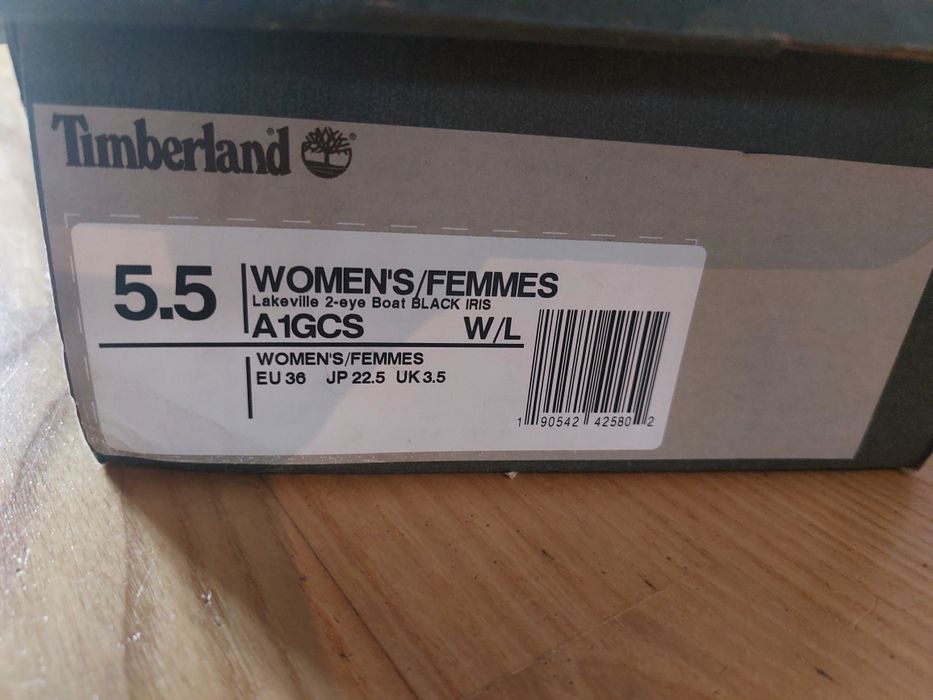 Timberland
5.5
WOMEN'S/FEMMES
Lakeville 2-eye Boat BLACK IRIS
A1GCS W/L
WOMEN'S/FEMMES
EU 36 JP 22.5 UK 3.5
1 90542 42580 2